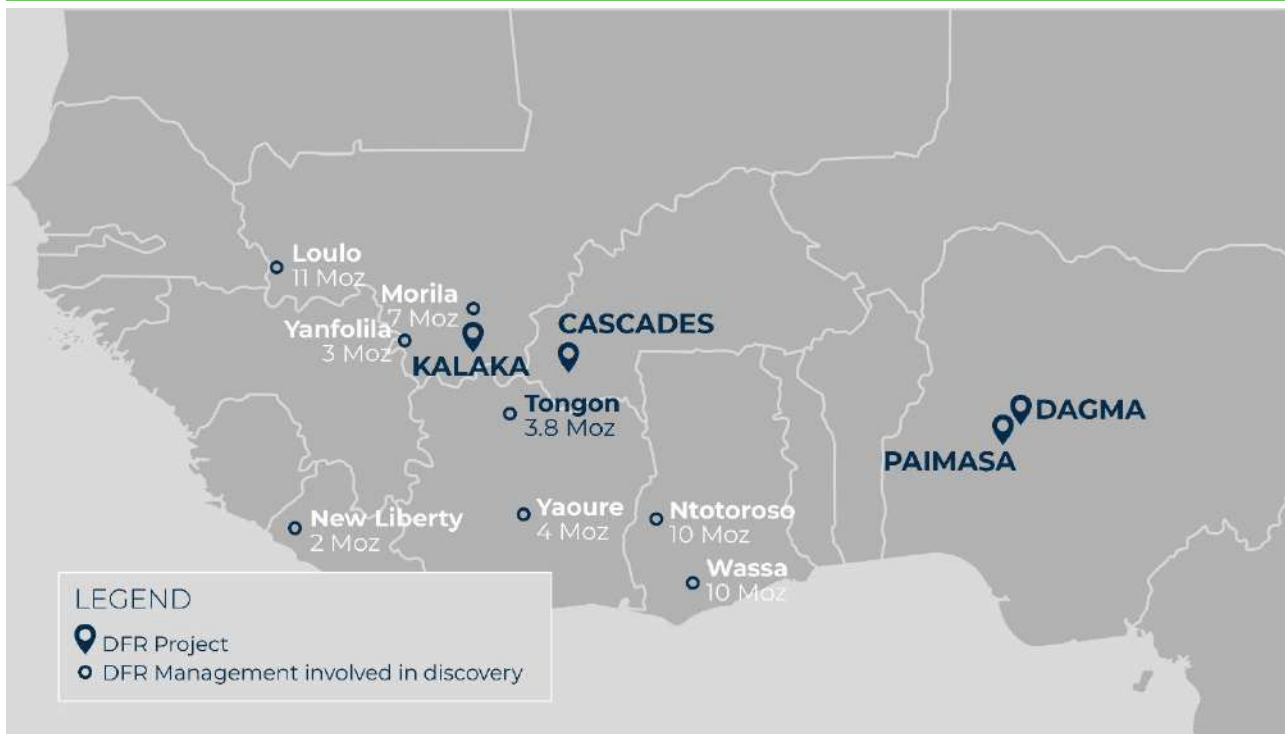 Loulo
11 Moz
Morila
7 Moz
Yanfolila
3 Moz
KALAKA
CASCADES
Tongon
3.8 Moz
DAGMA
PAIMASA
New Liberty
2 Moz
Yaoure
4 Moz
Ntotoroso
10 Moz
Wassa
10 Moz
LEGEND
DFR Project
DFR Management involved in discovery